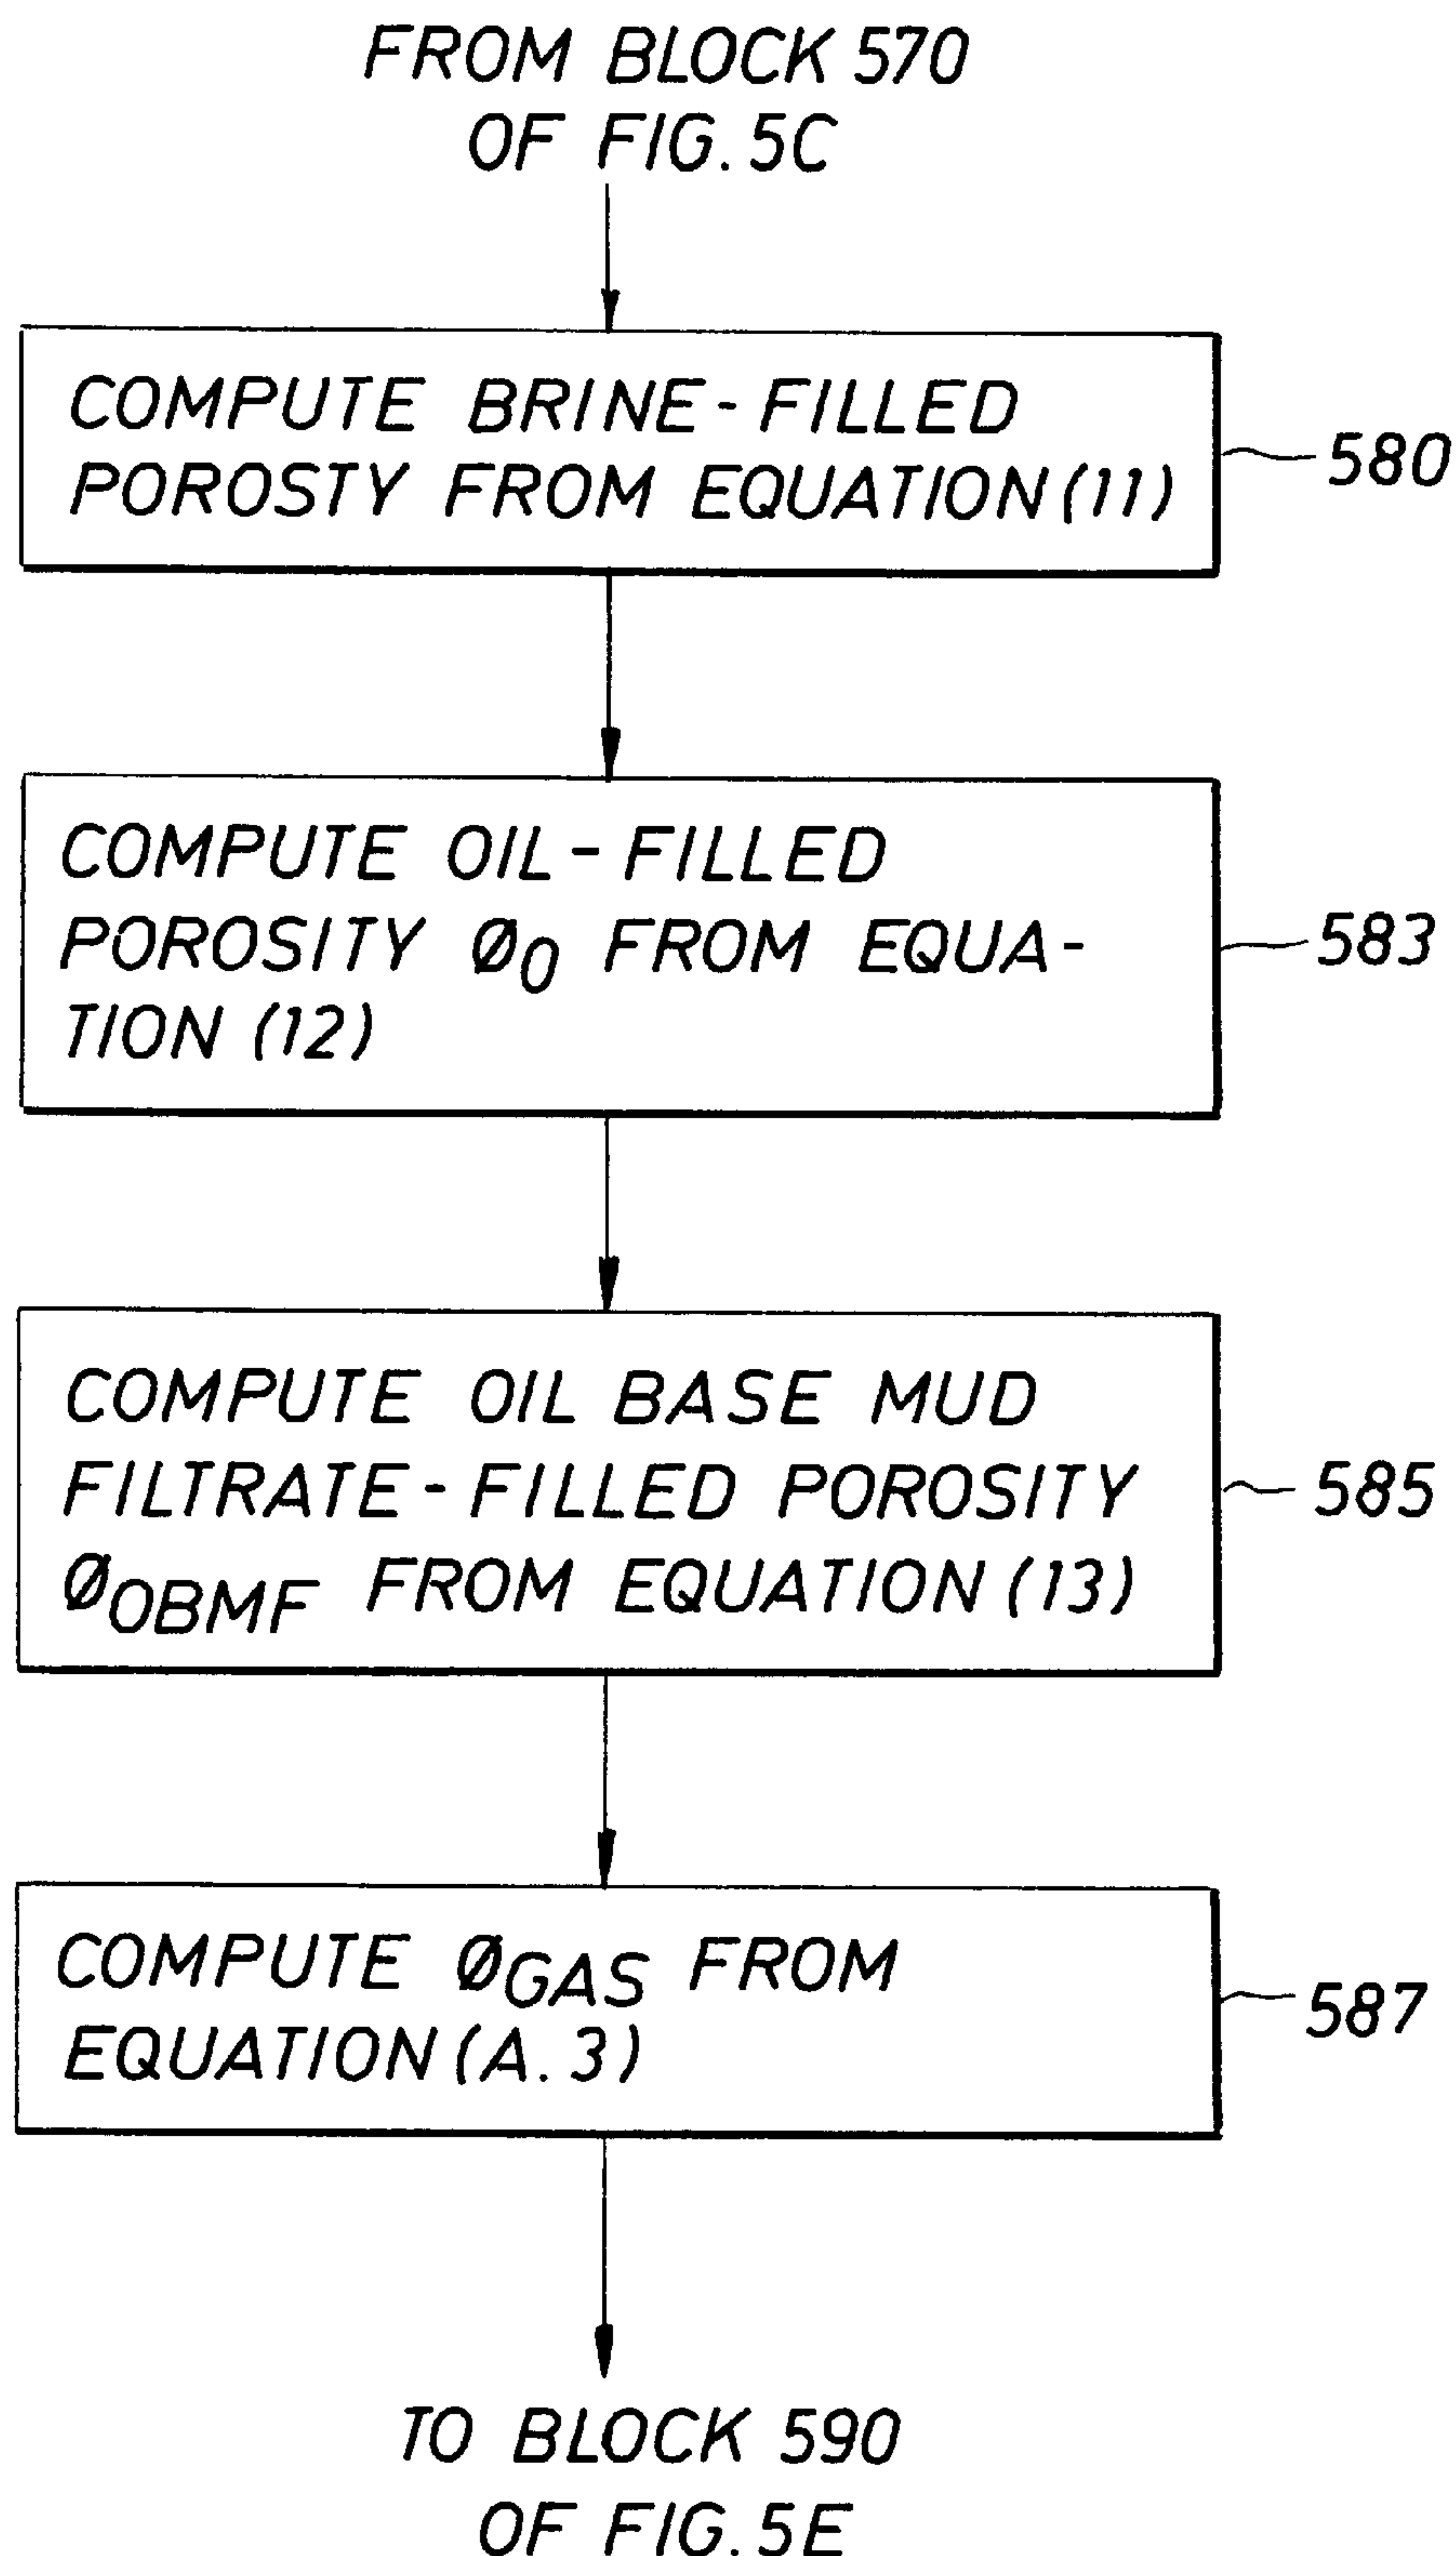 FROM BLOCK 570
OF FIG. 5C
COMPUTE BRINE-FILLED
POROSTY FROM EQUATION (11)
580
COMPUTE OIL-FILLED
POROSITY ØO FROM EQUA-
TION (12)
583
COMPUTE OIL BASE MUD
FILTRATE-FILLED POROSITY
ØOBMF FROM EQUATION (13)
585
COMPUTE ØGAS FROM
EQUATION (A.3)
587
TO BLOCK 590
OF FIG. 5E